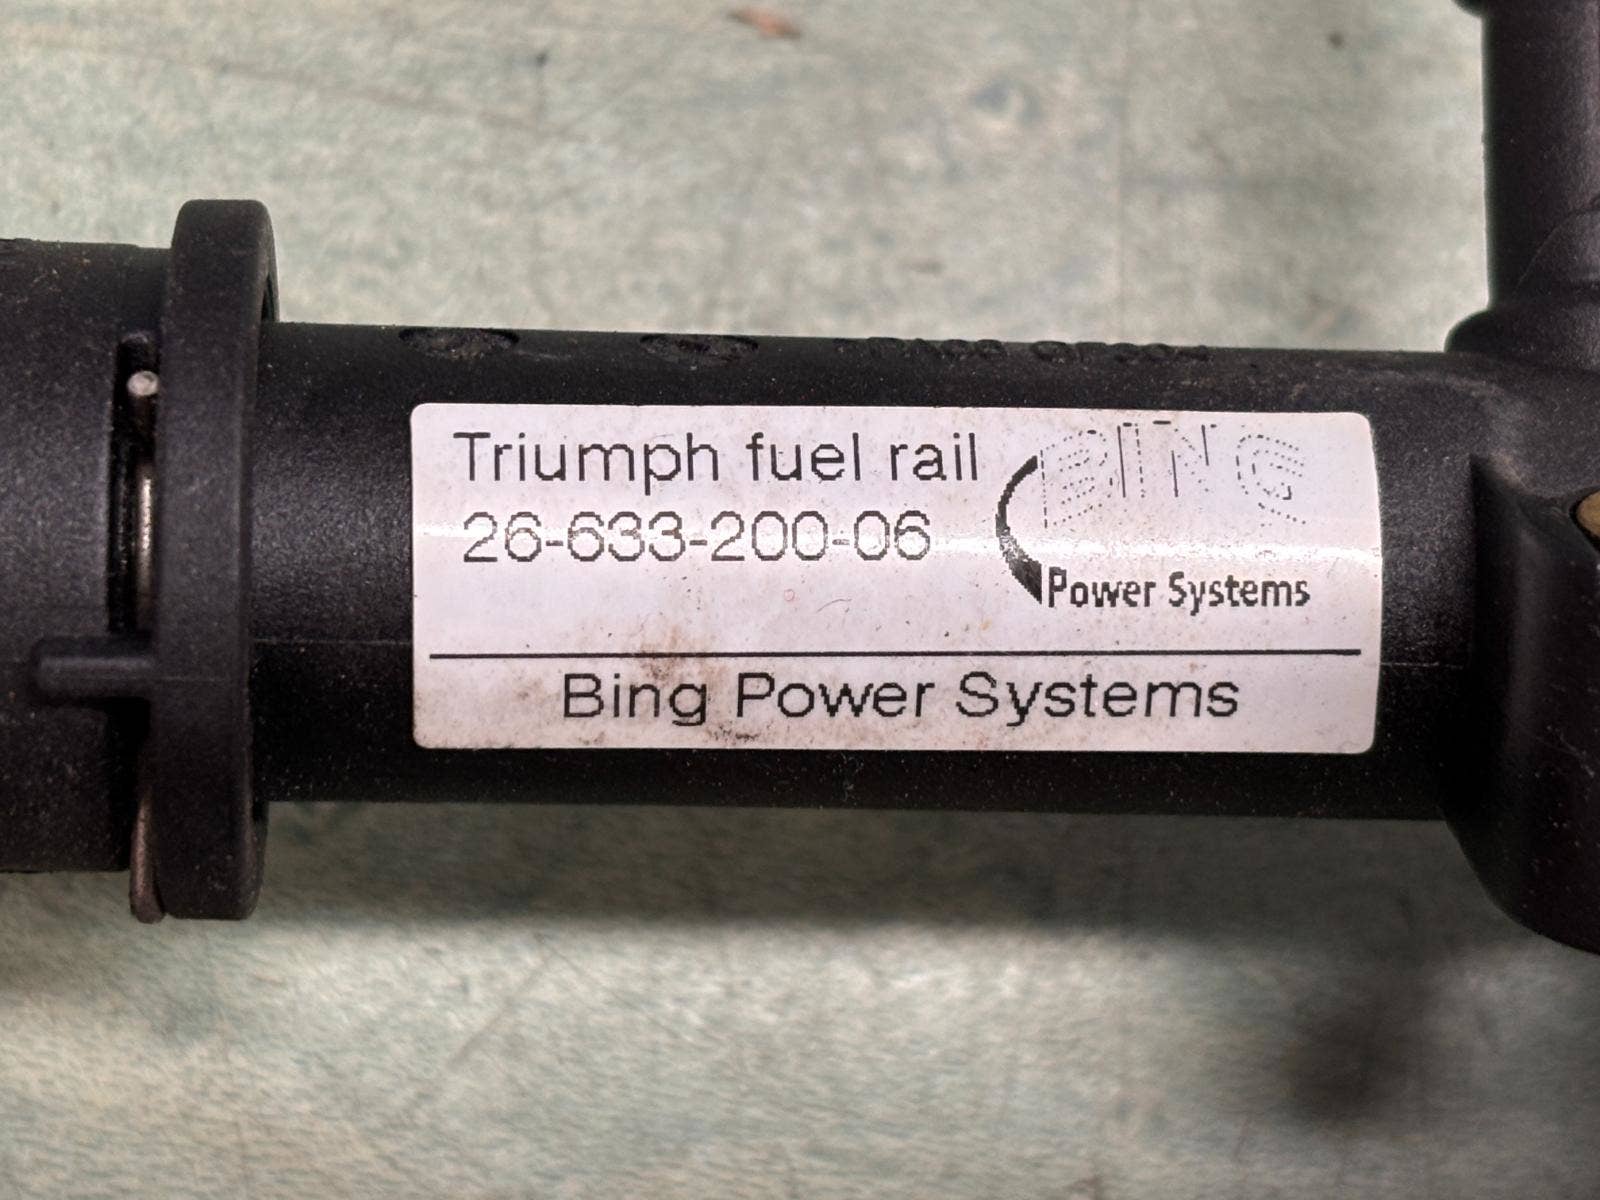 Triumph fuel rail
26-633-200-06
BING
Power Systems
Bing Power Systems